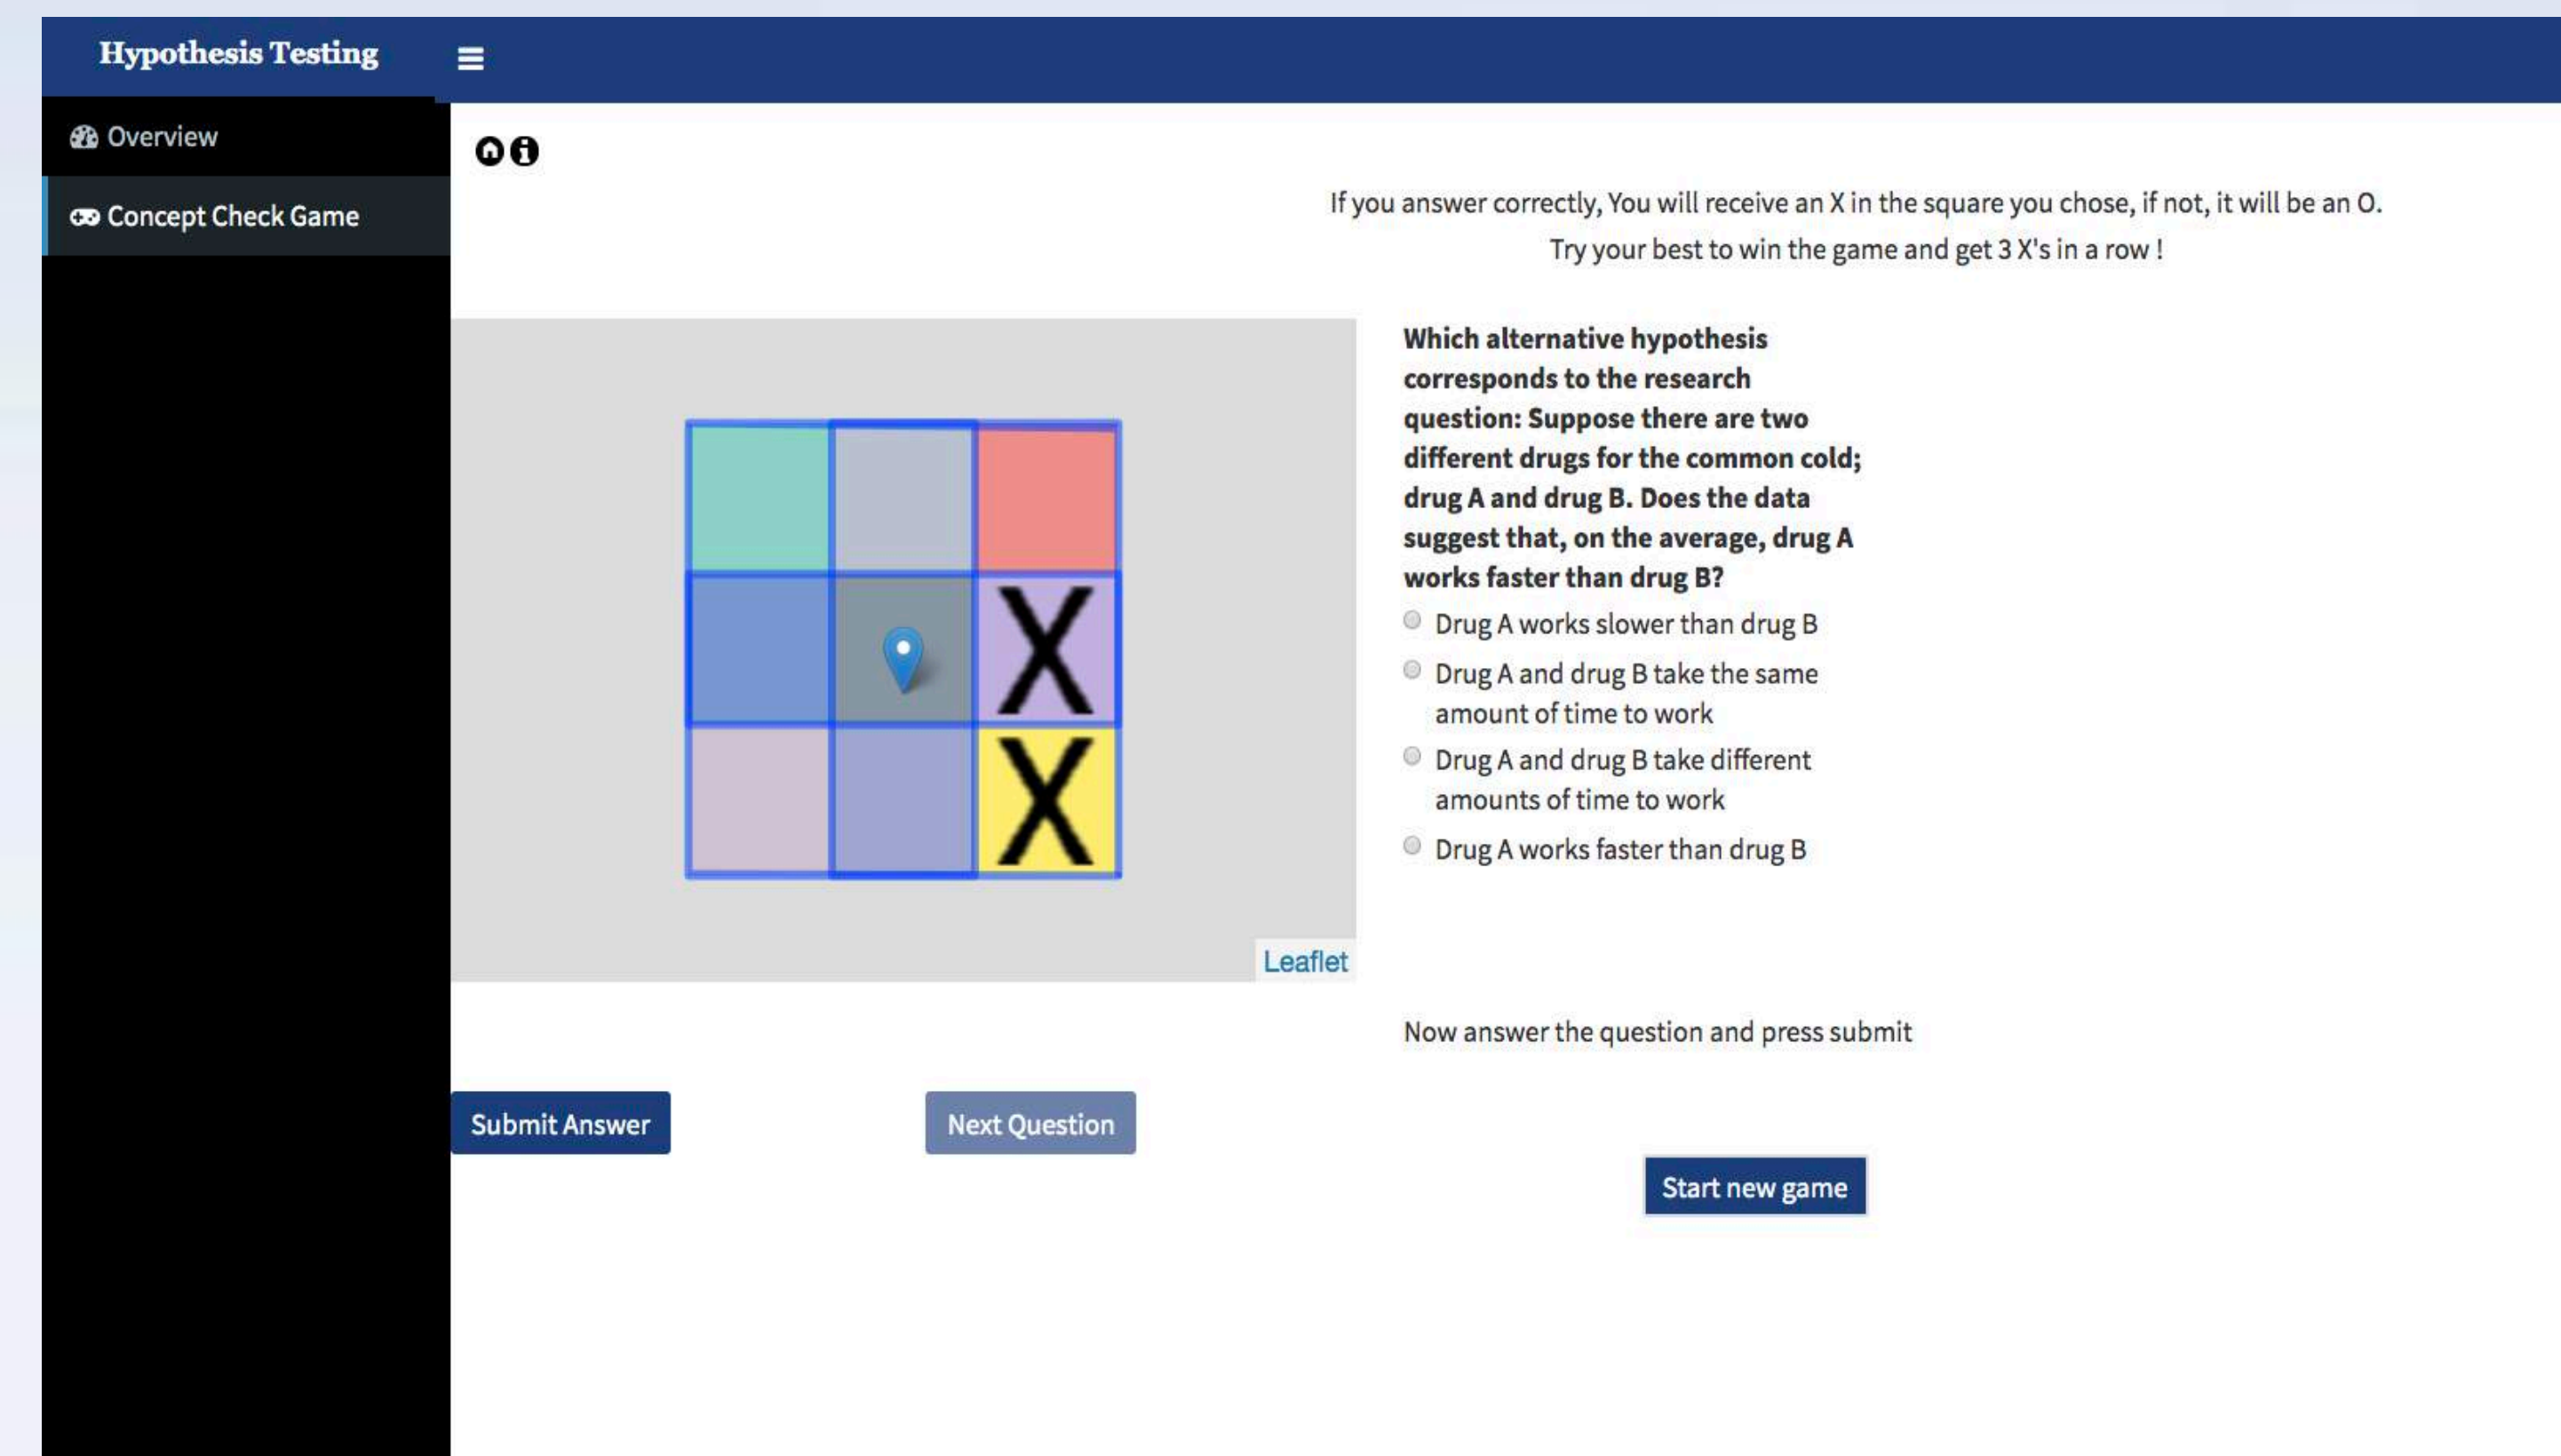 Hypothesis Testing
Overview
Concept Check Game
If you answer correctly, You will receive an X in the square you chose, if not, it will be an O.
Try your best to win the game and get 3 X's in a row !
X
X
Leaflet
Which alternative hypothesis
corresponds to the research
question: Suppose there are two
different drugs for the common cold;
drug A and drug B. Does the data
suggest that, on the average, drug A
works faster than drug B?
Drug A works slower than drug B
Drug A and drug B take the same
amount of time to work
Drug A and drug B take different
amounts of time to work
Drug A works faster than drug B
Now answer the question and press submit
Submit Answer
Next Question
Start new game